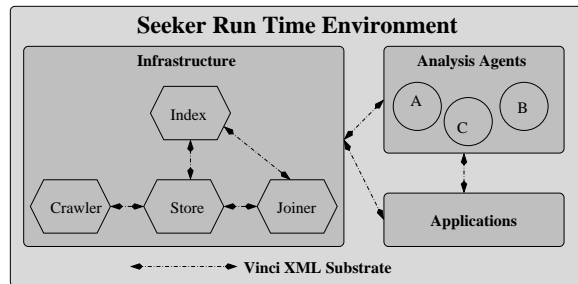 Seeker Run Time Environment
Infrastructure
Index
Crawler
Store
Joiner
Analysis Agents
A
C
B
Applications
Vinci XML Substrate